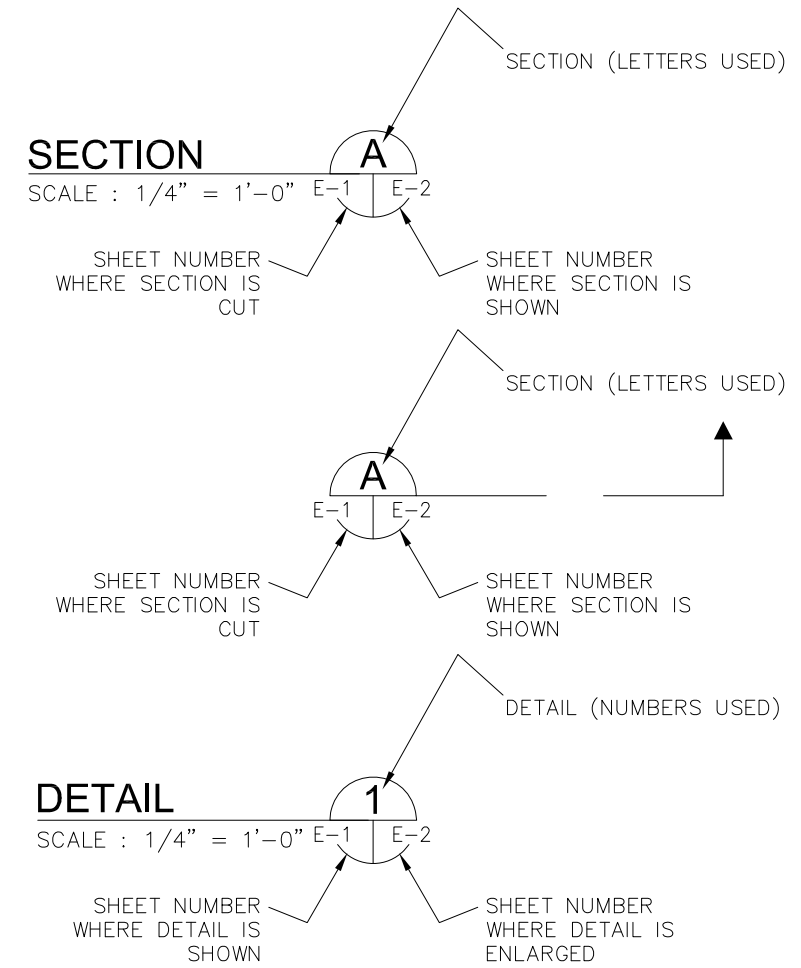 SECTION (LETTERS USED)
A
SECTION
SCALE : 1/4" = 1'-0"
E-1 E-2
SHEET NUMBER
WHERE SECTION IS
CUT
SHEET NUMBER
WHERE SECTION IS
SHOWN
SECTION (LETTERS USED)
A
E-1 E-2
SHEET NUMBER
WHERE SECTION IS
CUT
SHEET NUMBER
WHERE SECTION IS
SHOWN
DETAIL (NUMBERS USED)
1
DETAIL
SCALE : 1/4" = 1'-0"
E-1 E-2
SHEET NUMBER
WHERE DETAIL IS
SHOWN
SHEET NUMBER
WHERE DETAIL IS
ENLARGED